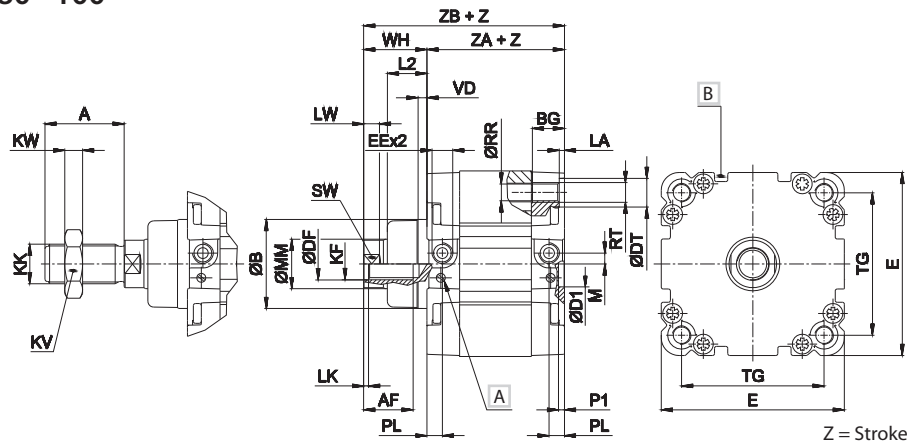 ZB + Z
WH
ZA + Z
L2
VD
B
A
LW
BG
KW
EEx2
ØRR
LA
SW
KK
ØB
ØMM
ØDF
KF
RT
ØDT
TG
E
ØD1
M
KV
LK
AF
A
P1
TG
PL
PL
E
Z = Stroke